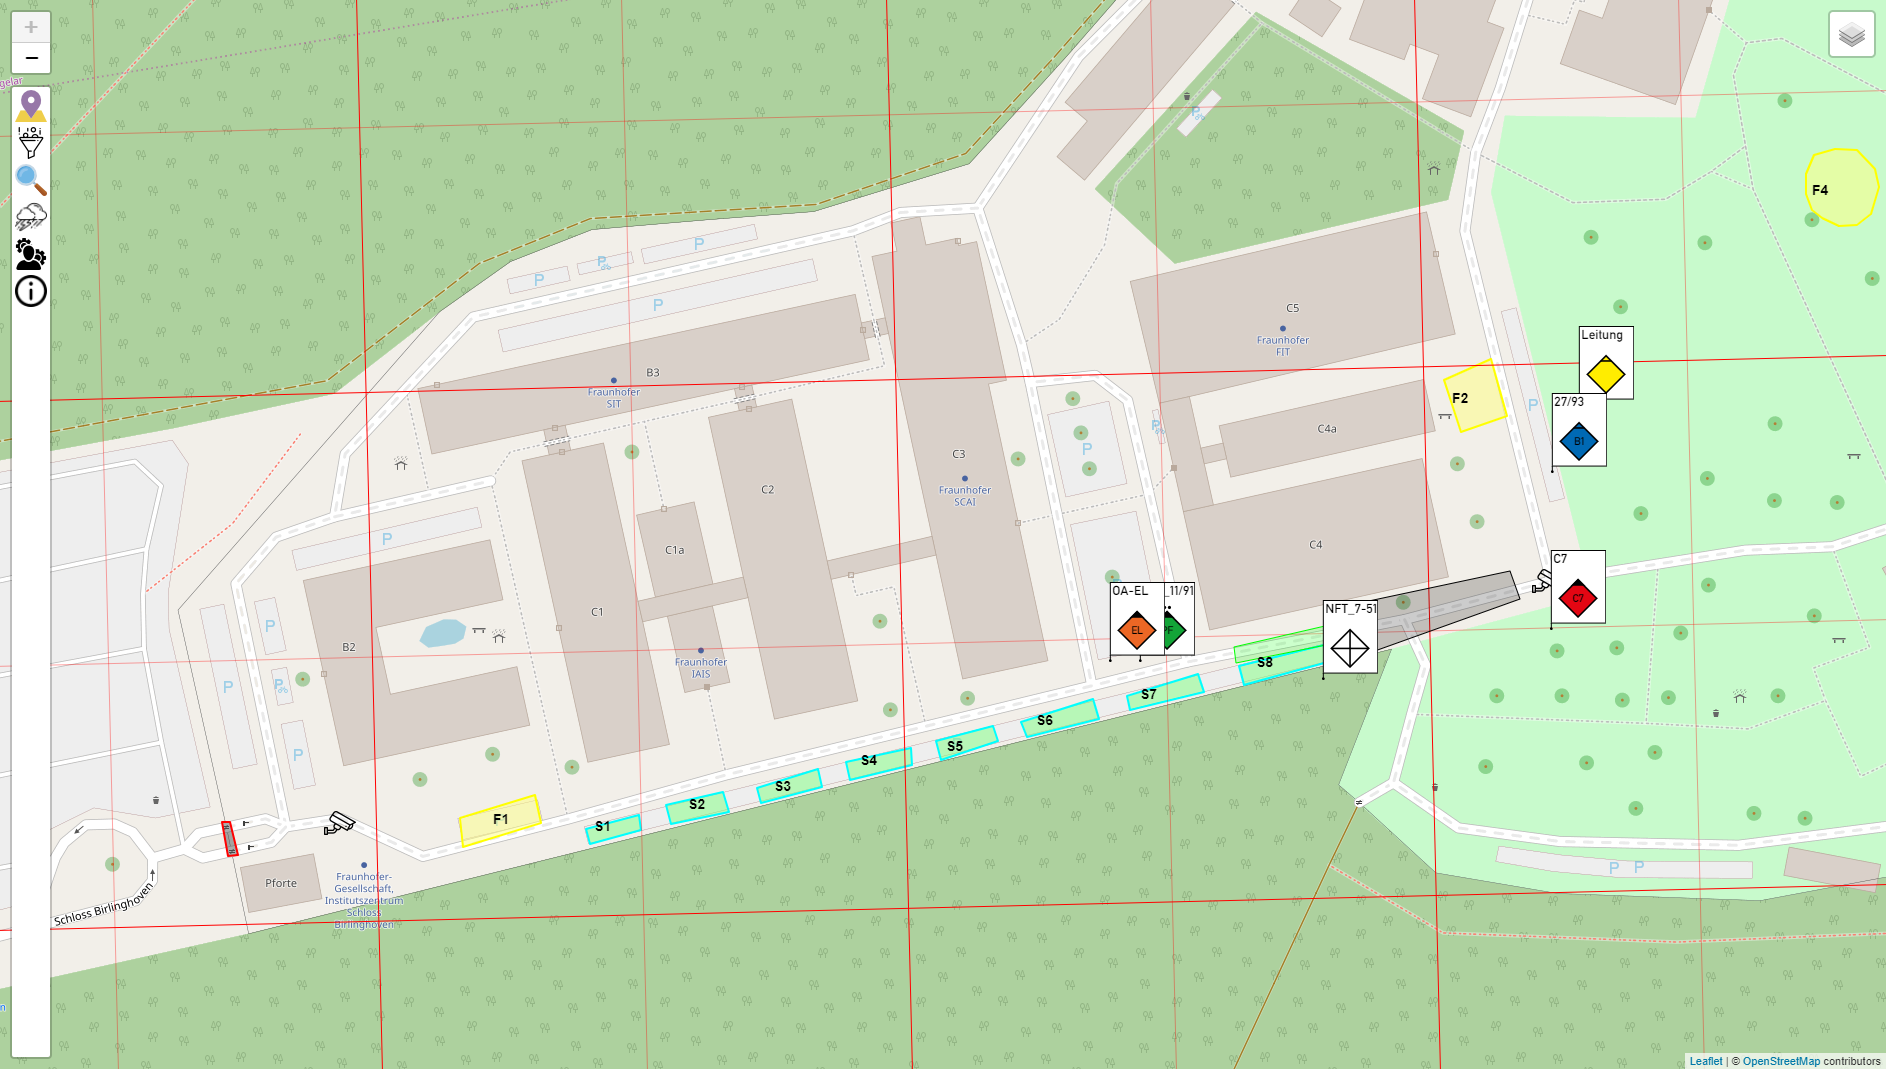 +
−
gelar
P
P
P
P
B3
Fraunhofer
SIT
C5
Fraunhofer
FIT
C4a
F2
F4
P
Leitung
27/93
B1
C3
Fraunhofer
SCAI
C2
C1a
C1
C4
P
P
P
B2
P
P
P
Fraunhofer
IAIS
C7
C7
OA-EL
EL
_11/91
PF
NFT_7-51
S8
S7
S6
S5
S4
S3
S2
S1
F1
Pforte
Fraunhofer-
Gesellschaft,
Institutszentrum
Schloss
Birlinghoven
Schloss Birlinghoven
P
P
n
Leaflet | © OpenStreetMap contributors